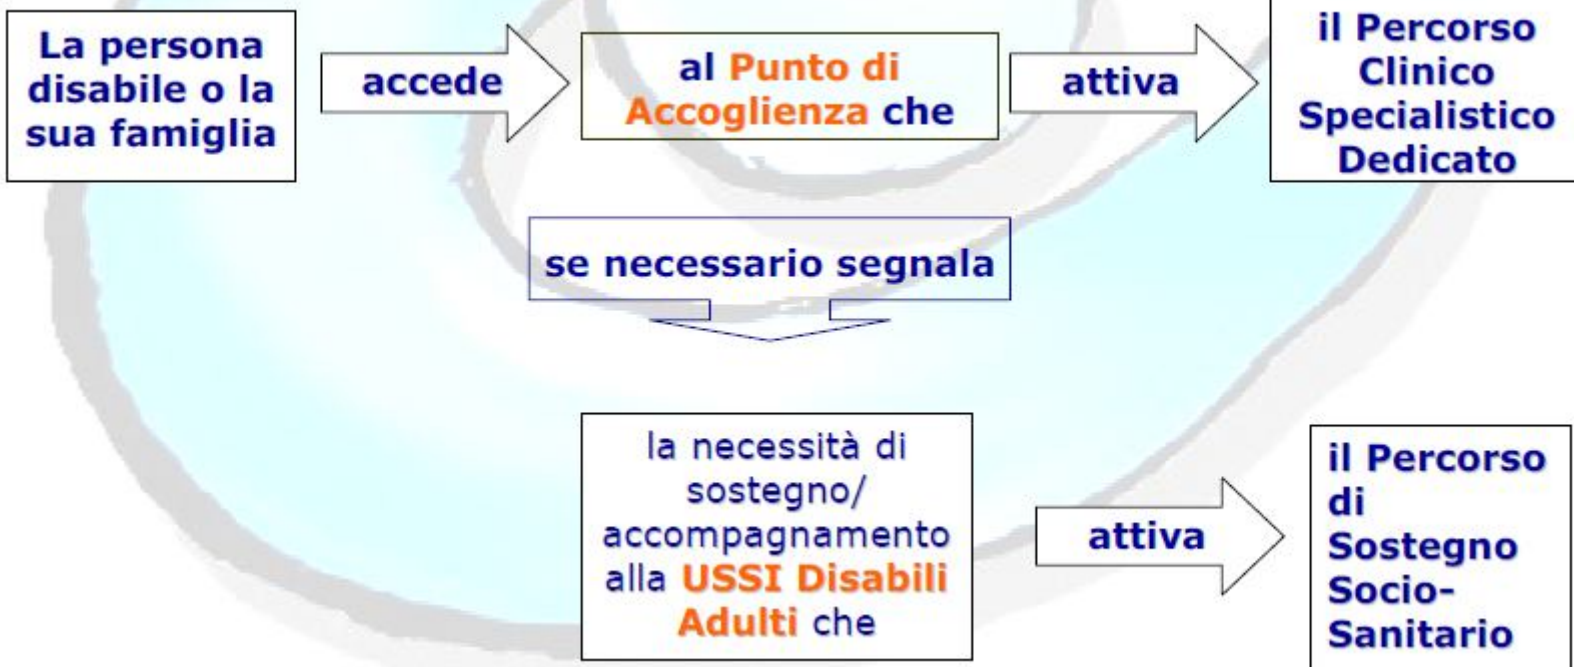 La persona
disabile o la
sua famiglia
accede
al Punto di
Accoglienza che
attiva
il Percorso
Clinico
Specialistico
Dedicato
se necessario segnala
la necessità di
sostegno/
accompagnamento
alla USSI Disabili
Adulti che
attiva
il Percorso
di
Sostegno
Socio-
Sanitario